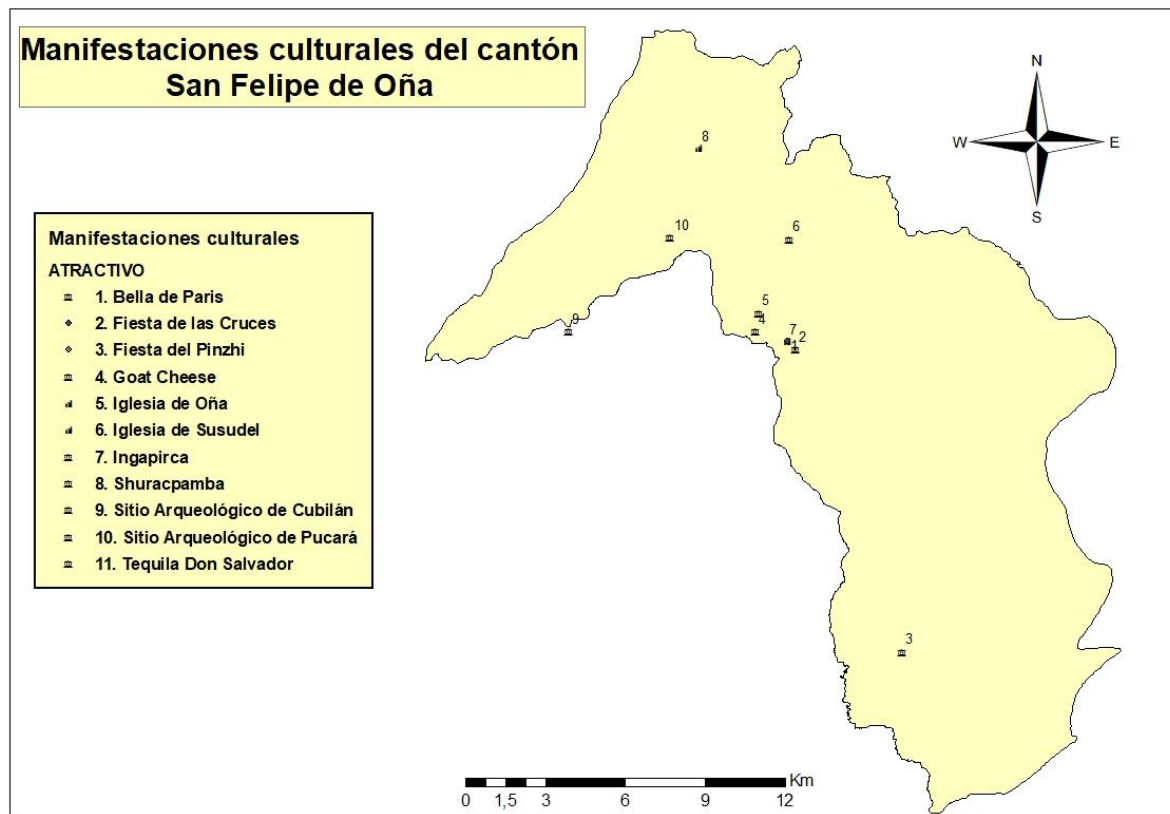 Manifestaciones culturales del cantón
San Felipe de Oña
N
W
E
S
Manifestaciones culturales
ATRACTIVO
1. Bella de Paris
2. Fiesta de las Cruces
3. Fiesta del Pinzhi
4. Goat Cheese
5. Iglesia de Oña
6. Iglesia de Susudel
7. Ingapirca
8. Shuracpamba
9. Sitio Arqueológico de Cubilán
10. Sitio Arqueológico de Pucará
11. Tequila Don Salvador
8
10
6
5
9
4
7
2
1
3
Km
0 1,5 3 6 9 12